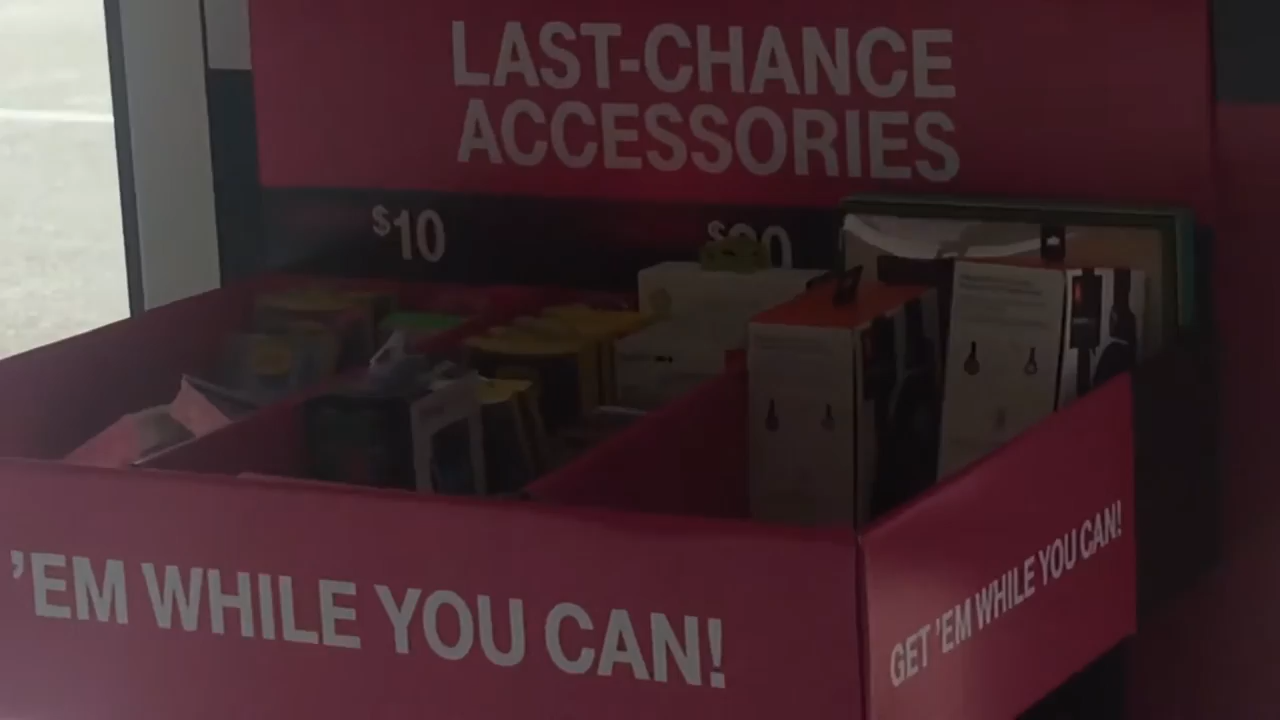 LAST-CHANCE
ACCESSORIES
$10
'EM WHILE YOU CAN!
GET 'EM WHILE YOU CAN!